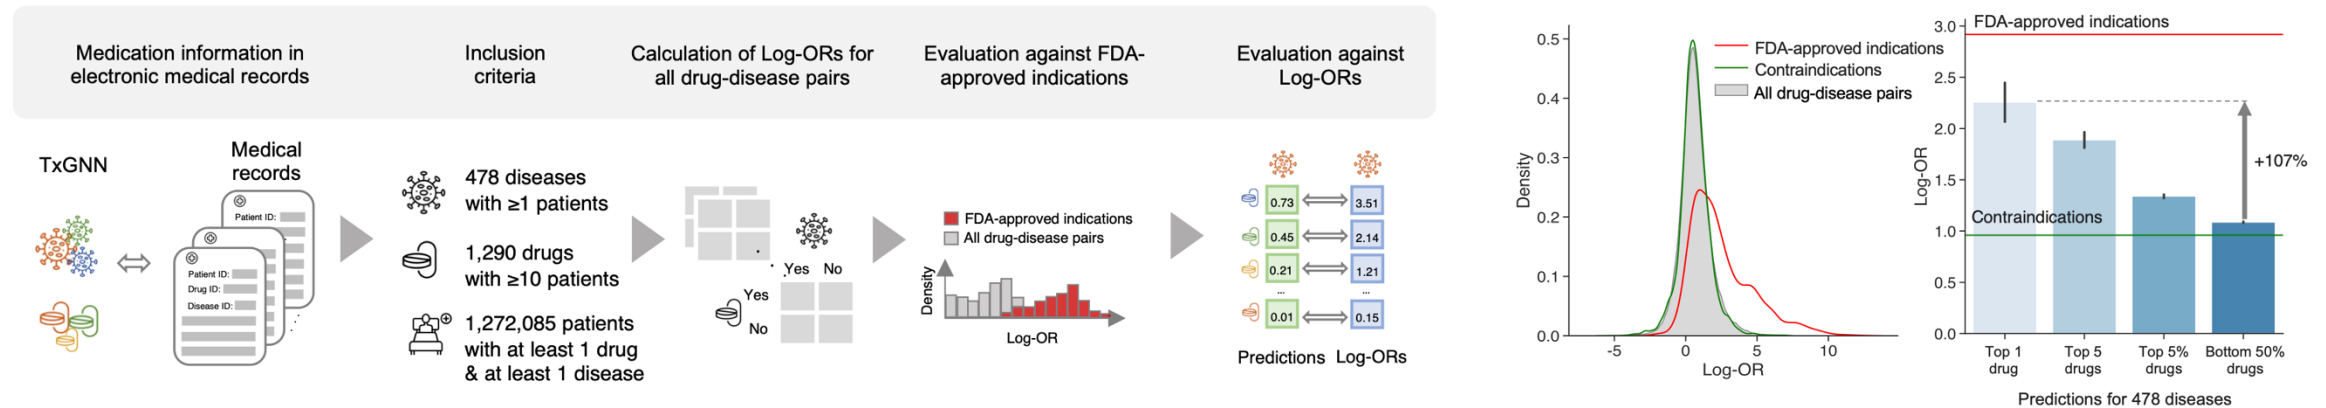 Medication information in
electronic medical records
Inclusion
criteria
Calculation of Log-ORs for
all drug-disease pairs
Evaluation against FDA-
approved indications
Evaluation against
Log-ORs
TxGNN
Medical
records
Patient ID:
Patient ID:
Drug ID:
Disease ID:
478 diseases
with ≥1 patients
1,290 drugs
with ≥10 patients
1,272,085 patients
with at least 1 drug
& at least 1 disease
Yes No
Yes
No
FDA-approved indications
All drug-disease pairs
Density
Log-OR
0.73 3.51
0.45 2.14
0.21 1.21
... ...
0.01 0.15
Predictions Log-ORs
Density
0.5
0.4
0.3
0.2
0.1
0.0
-5 0 5 10
Log-OR
FDA-approved indications
Contraindications
All drug-disease pairs
Log-OR
3.0
2.5
2.0
1.5
1.0
0.5
0.0
FDA-approved indications
+107%
Contraindications
Top 1
drug
Top 5
drugs
Top 5%
drugs
Bottom 50%
drugs
Predictions for 478 diseases